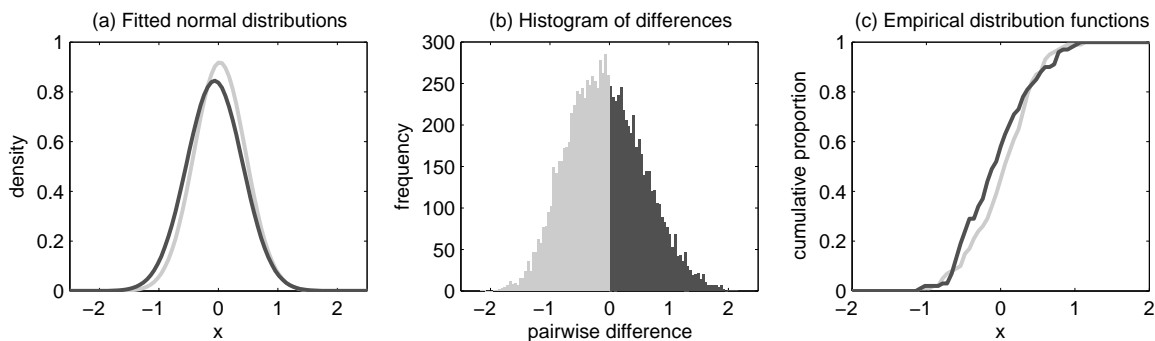 (a) Fitted normal distributions
1
0.8
0.6
0.4
0.2
0
density
−2 −1 0 1 2
x
(b) Histogram of differences
300
250
200
150
100
50
0
frequency
−2 −1 0 1 2
pairwise difference
(c) Empirical distribution functions
1
0.8
0.6
0.4
0.2
0
cumulative proportion
−2 −1 0 1 2
x